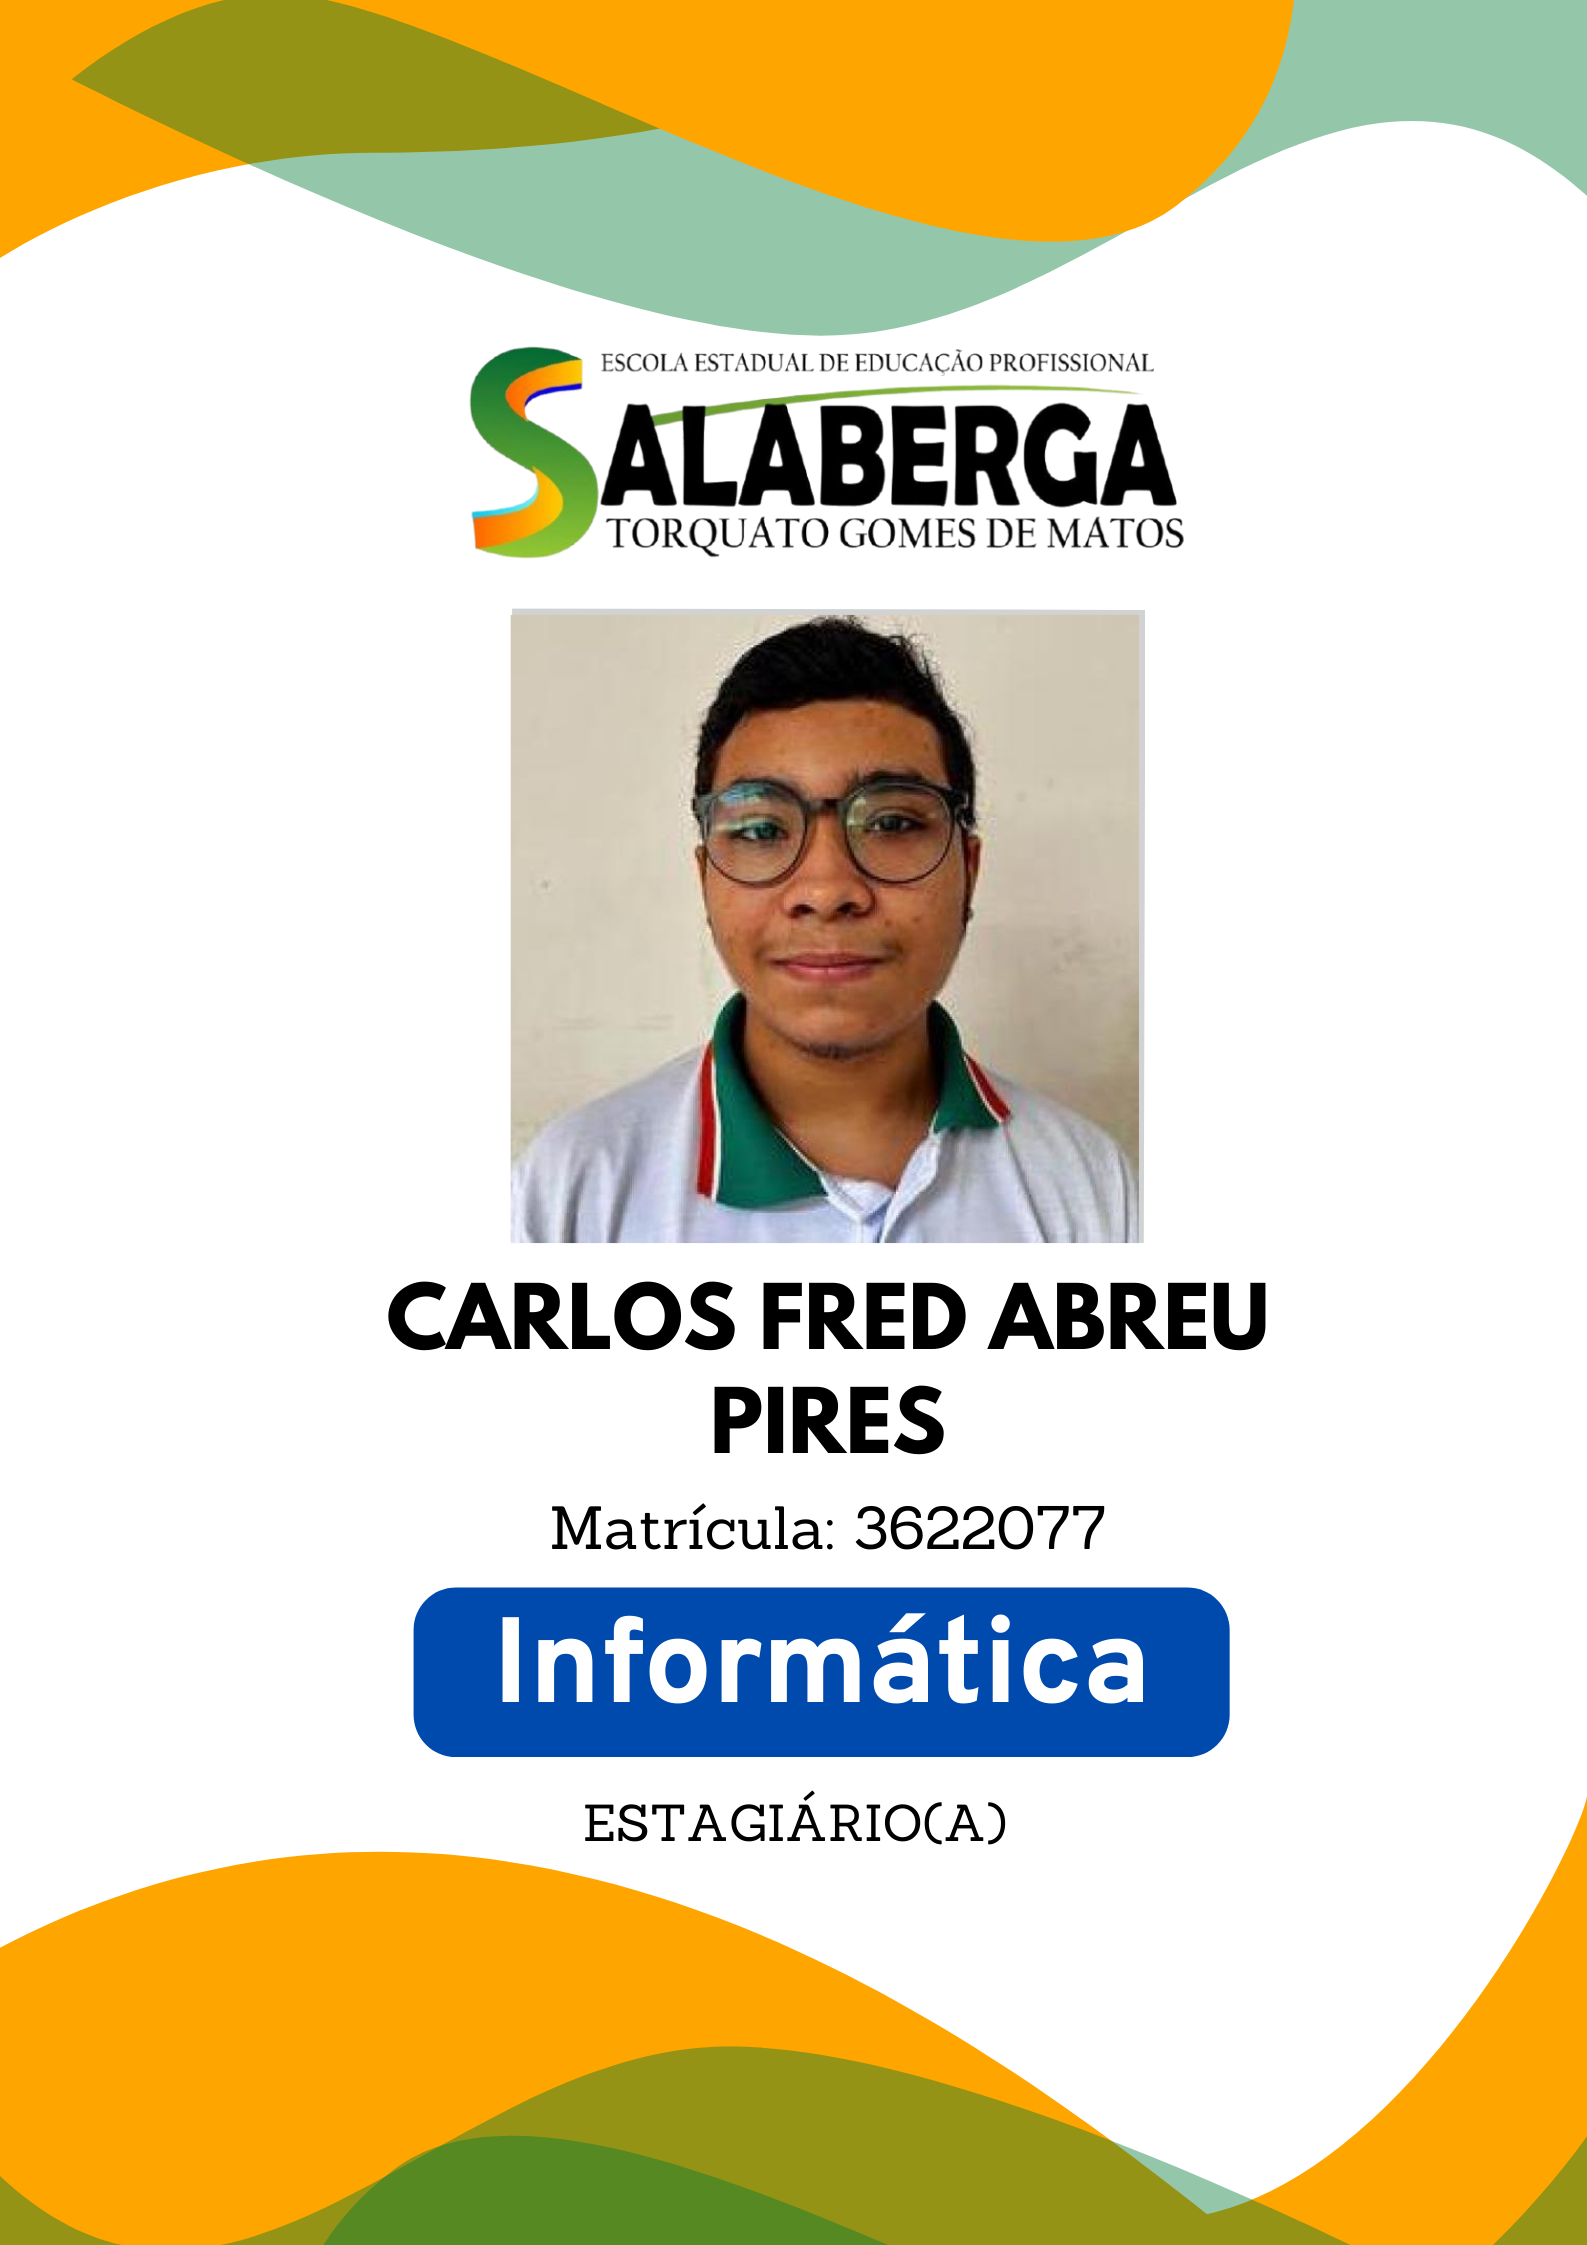 ESCOLA ESTADUAL DE EDUCAÇÃO PROFISSIONAL
SALABERGA
TORQUATO GOMES DE MATOS
CARLOS FRED ABREU
PIRES
Matrícula: 3622077
Informática
ESTAGIÁRIO(A)